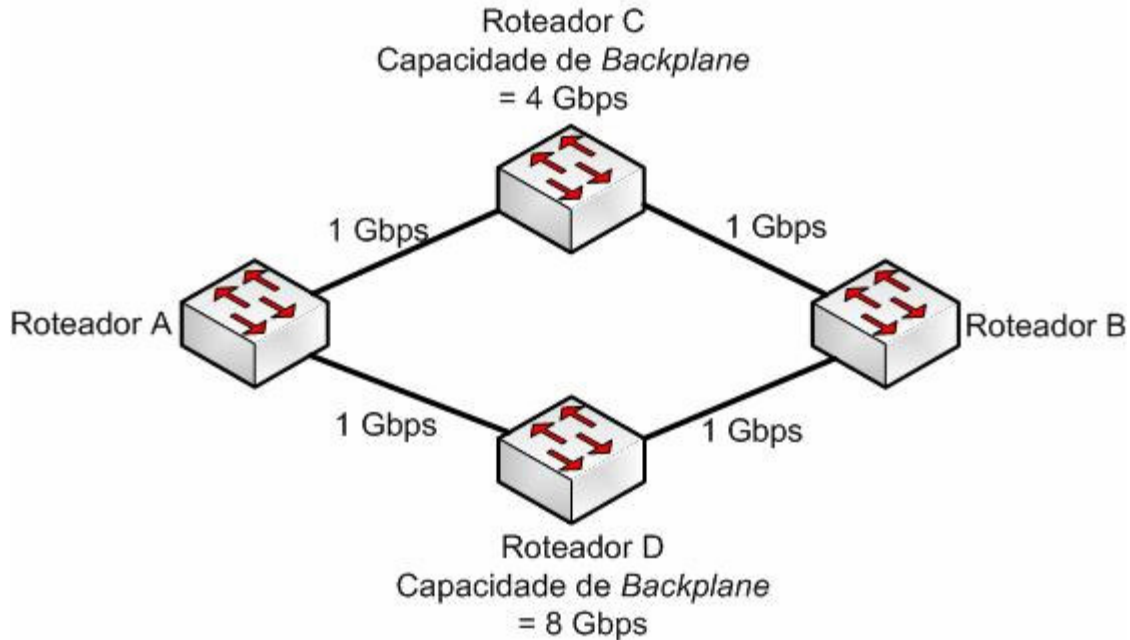 Roteador C
Capacidade de Backplane
= 4 Gbps
1 Gbps
1 Gbps
Roteador A
Roteador B
1 Gbps
1 Gbps
Roteador D
Capacidade de Backplane
= 8 Gbps